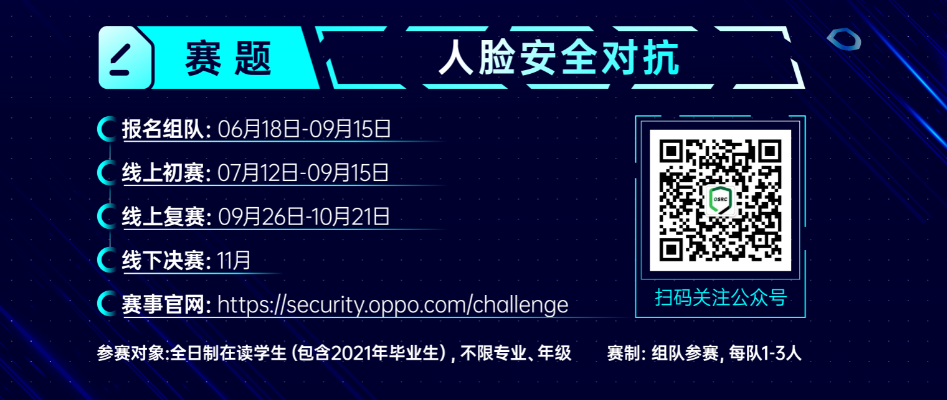 赛题
人脸安全对抗
报名组队: 06月18日-09月15日
线上初赛: 07月12日-09月15日
线上复赛: 09月26日-10月21日
线下决赛: 11月
赛事官网: https://security.oppo.com/challenge
OSRC
扫码关注公众号
参赛对象:全日制在读学生(包含2021年毕业生),不限专业、年级
赛制: 组队参赛, 每队1-3人